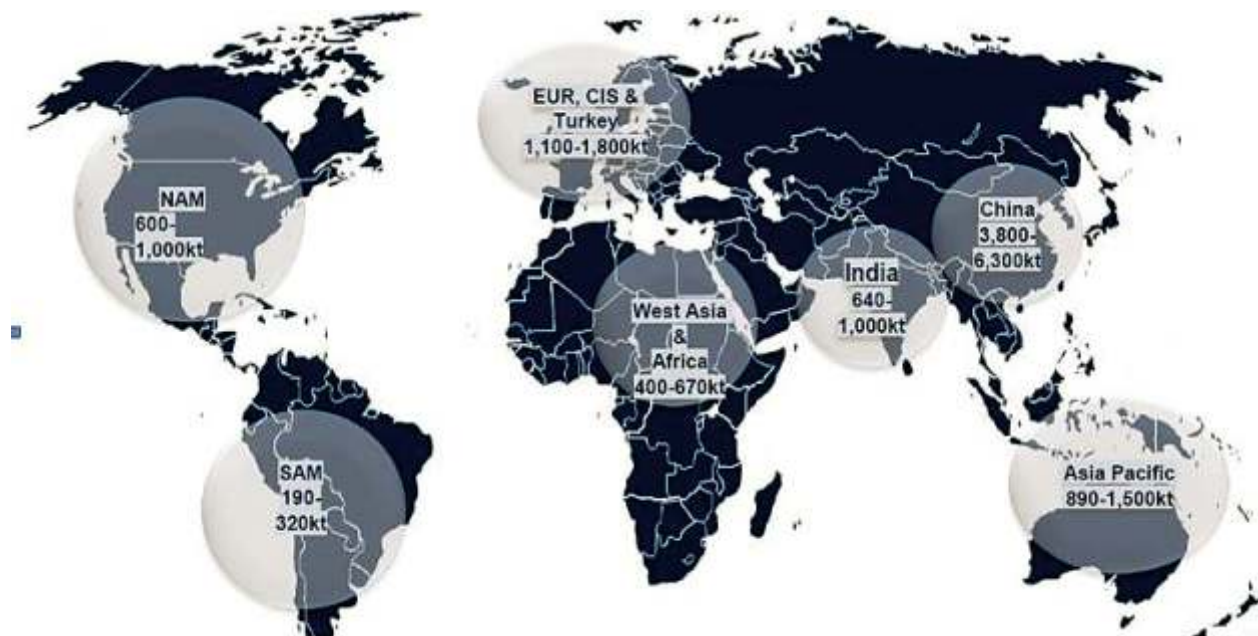 EUR, CIS &
Turkey
1,100-1,800kt
NAM
600-
1,000kt
China
3,800-
6,300kt
India
640-
1,000kt
West Asia
&
Africa
400-670kt
SAM
190-
320kt
Asia Pacific
890-1,500kt